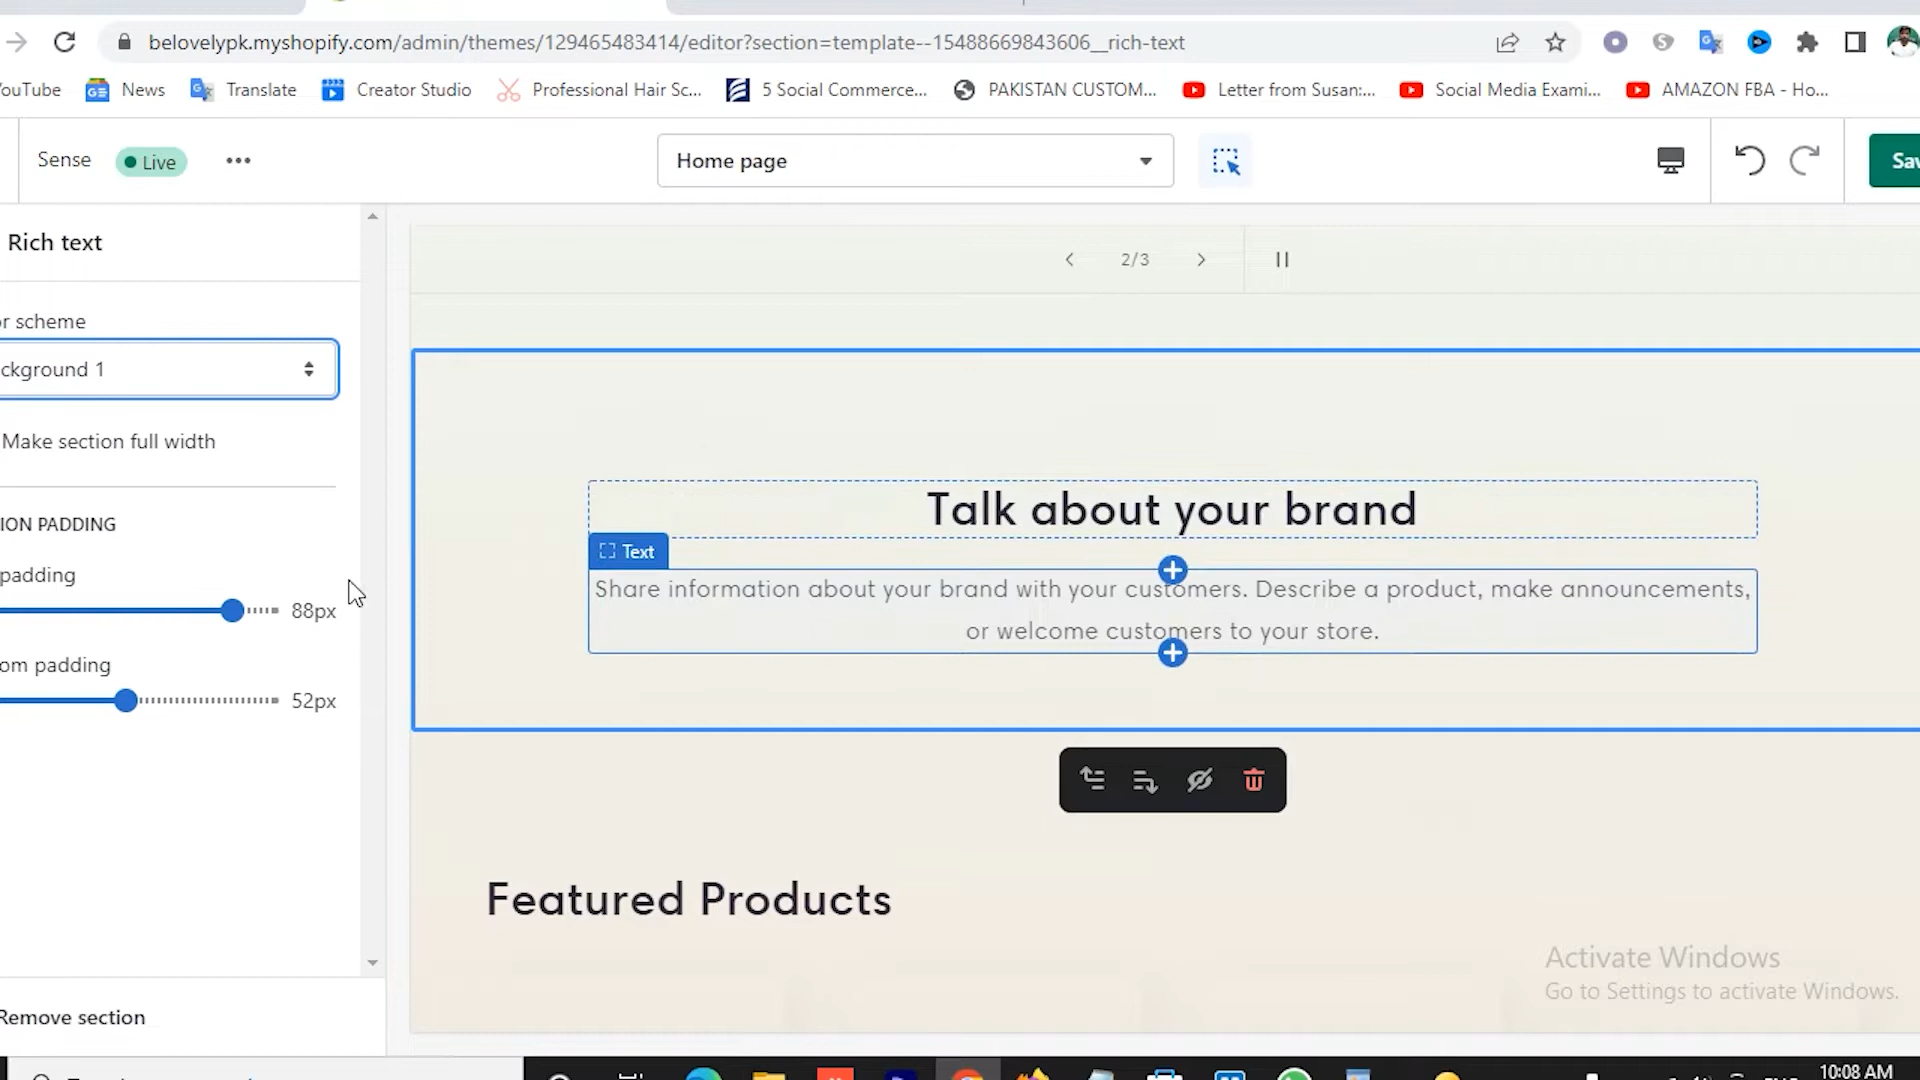 belovelypk.myshopify.com/admin/themes/129465483414/editor?section=template--15488669843606__rich-text
ouTube News Translate Creator Studio Professional Hair Sc... 5 Social Commerce... PAKISTAN CUSTOM... Letter from Susan:... Social Media Exami... AMAZON FBA - Ho...
Sense Live Home page Sav
Rich text
2/3
r scheme
ckground 1
Make section full width
ION PADDING
padding
88px
om padding
52px
Talk about your brand
Text
Share information about your brand with your customers. Describe a product, make announcements,
or welcome customers to your store.
Featured Products
Activate Windows
Go to Settings to activate Windows.
Remove section
10:08 AM